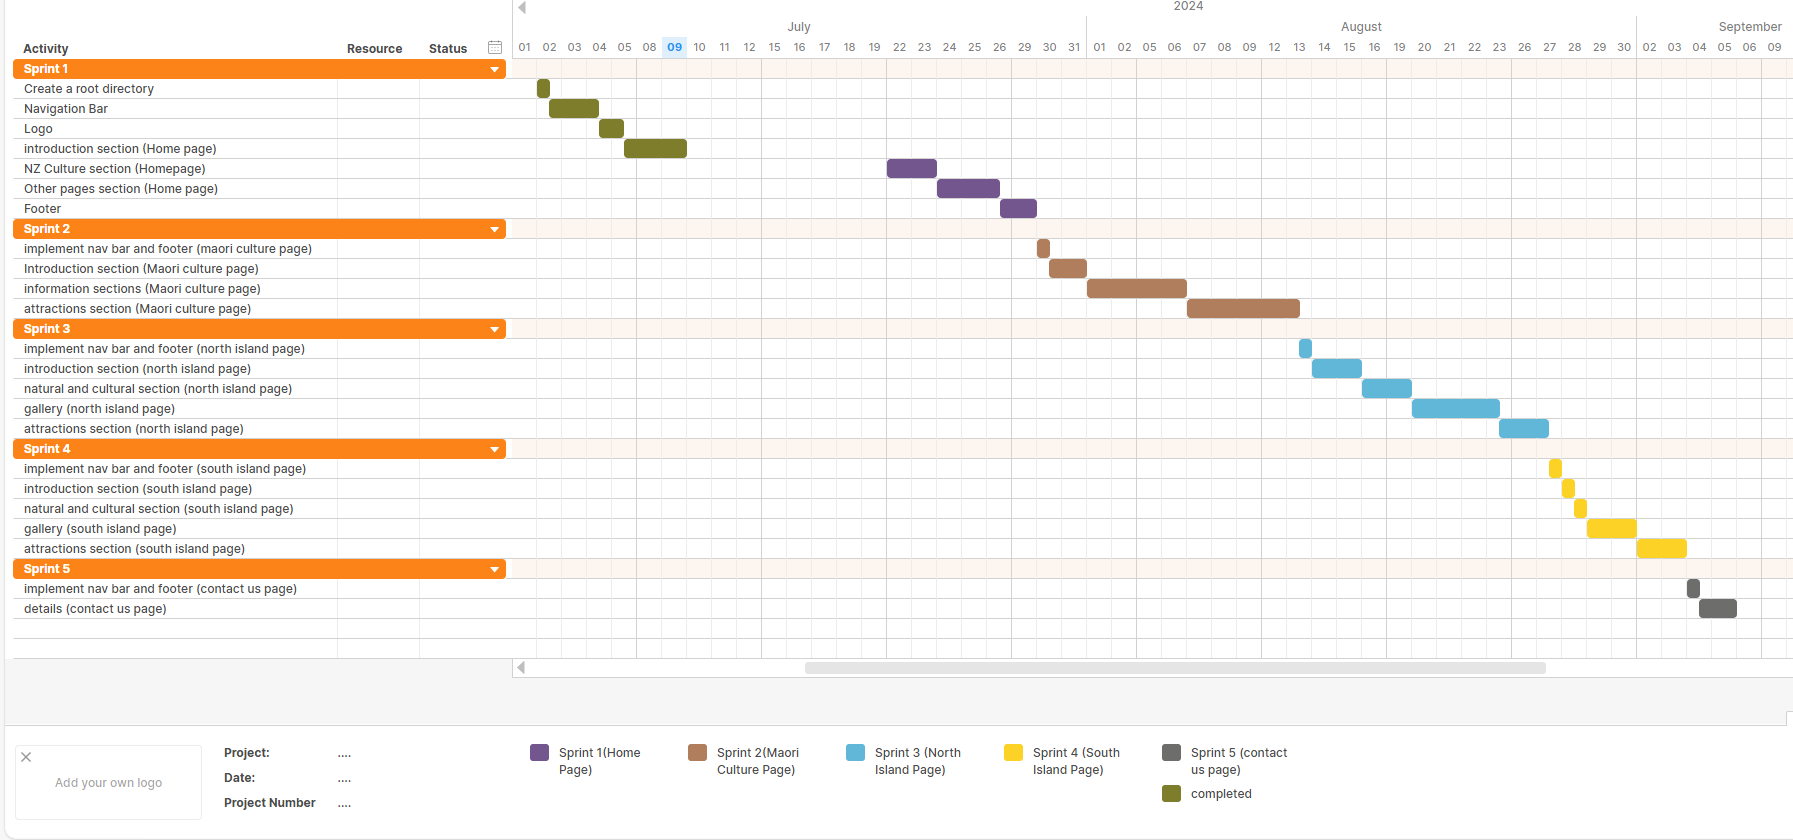 2024
July August September
Activity Resource Status 01 02 03 04 05 08 09 10 11 12 15 16 17 18 19 22 23 24 25 26 29 30 31 01 02 05 06 07 08 09 12 13 14 15 16 19 20 21 22 23 26 27 28 29 30 02 03 04 05 06 09
Sprint 1
Create a root directory
Navigation Bar
Logo
introduction section (Home page)
NZ Culture section (Homepage)
Other pages section (Home page)
Footer
Sprint 2
implement nav bar and footer (maori culture page)
Introduction section (Maori culture page)
information sections (Maori culture page)
attractions section (Maori culture page)
Sprint 3
implement nav bar and footer (north island page)
introduction section (north island page)
natural and cultural section (north island page)
gallery (north island page)
attractions section (north island page)
Sprint 4
implement nav bar and footer (south island page)
introduction section (south island page)
natural and cultural section (south island page)
gallery (south island page)
attractions section (south island page)
Sprint 5
implement nav bar and footer (contact us page)
details (contact us page)
Add your own logo
Project: ....
Date: ....
Project Number ....
Sprint 1(Home
Page)
Sprint 2(Maori
Culture Page)
Sprint 3 (North
Island Page)
Sprint 4 (South
Island Page)
Sprint 5 (contact
us page)
completed